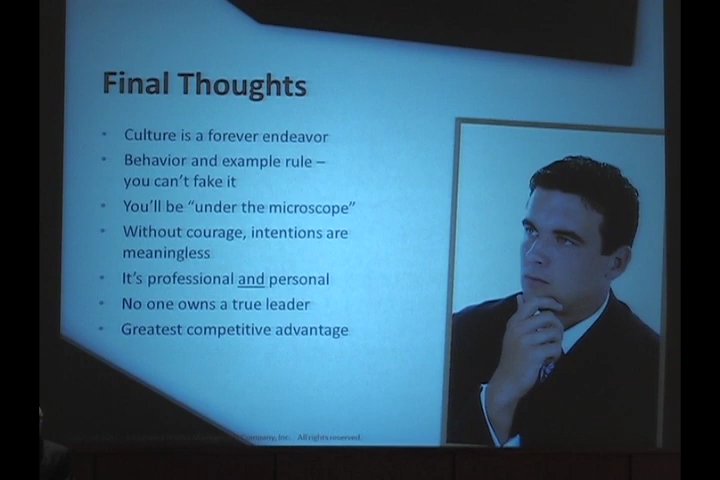 Final Thoughts
• Culture is a forever endeavor
• Behavior and example rule –
you can't fake it
• You'll be "under the microscope"
• Without courage, intentions are
meaningless
• It's professional and personal
• No one owns a true leader
• Greatest competitive advantage
Company, Inc. All rights reserved.